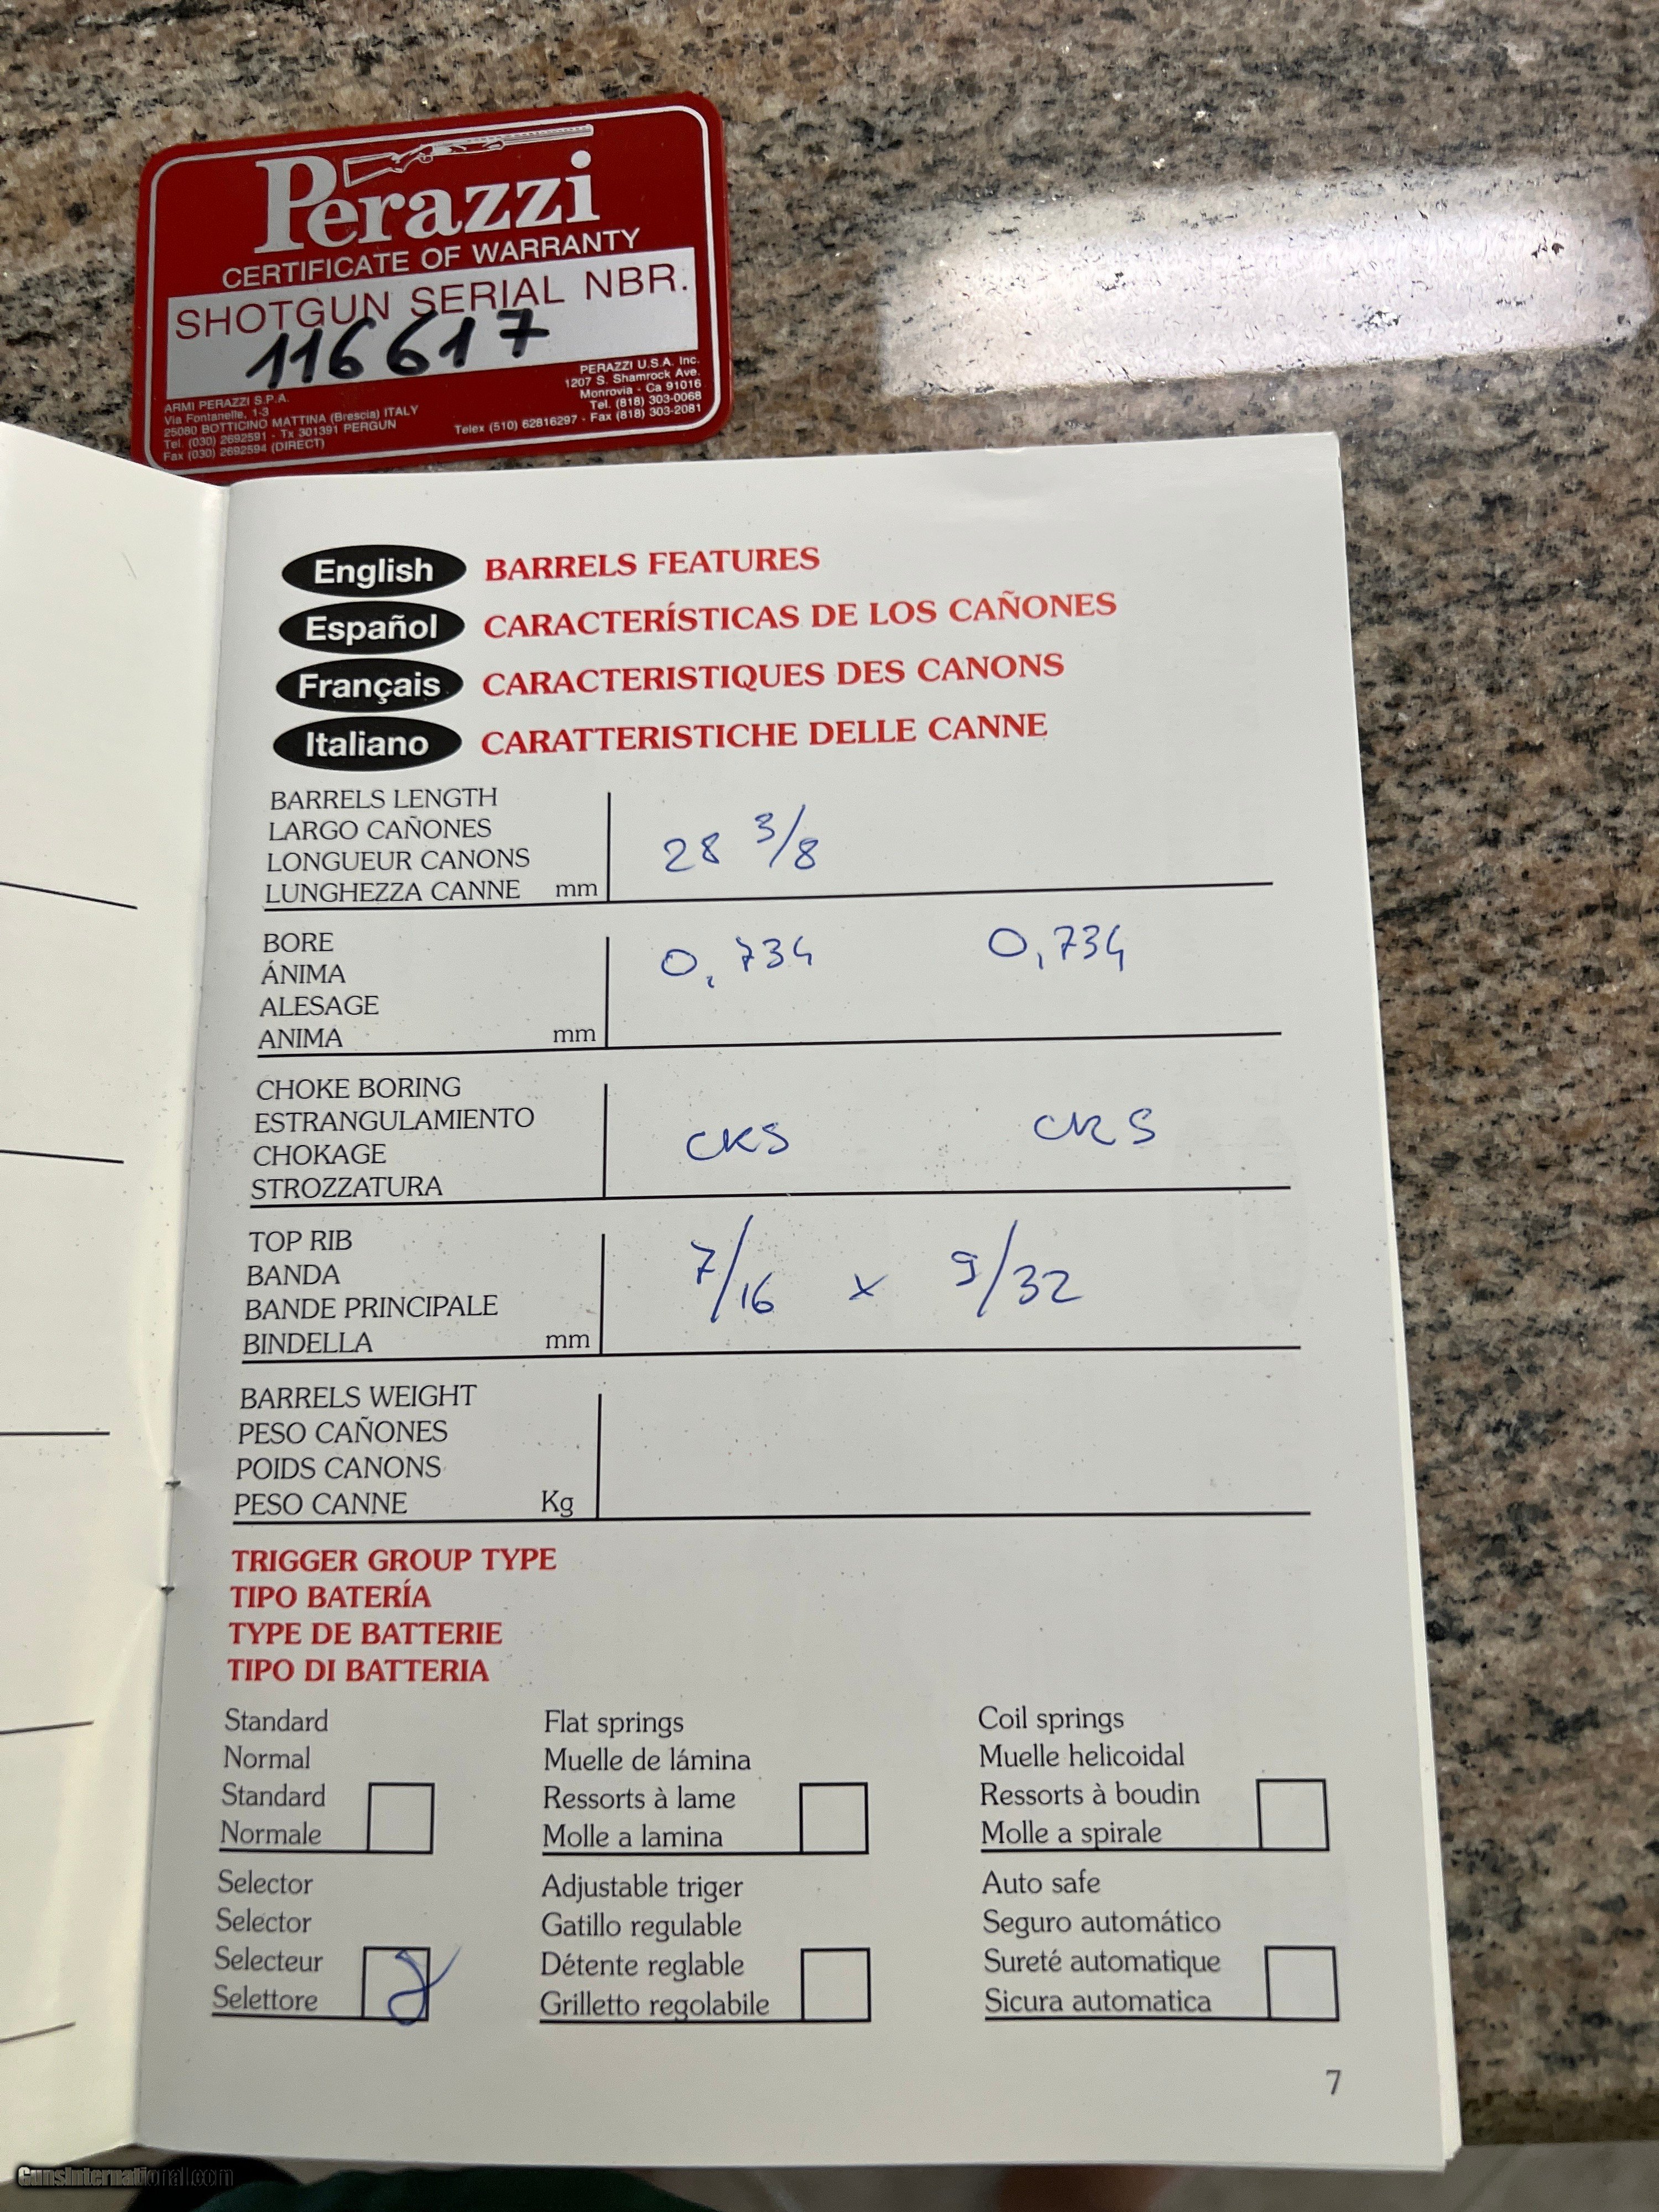 Perazzi
CERTIFICATE OF WARRANTY
SHOTGUN SERIAL NBR.
116617
ARMI PERAZZI S.P.A.
Via Fontanelle, 1-3
25080 BOTTICINO MATTINA (Brescia) ITALY
Tel. (030) 2692591 - Tx 301391 PERGUN
Fax (030) 2692594 (DIRECT)
PERAZZI U.S.A. Inc.
1207 S. Shamrock Ave.
Monrovia - Ca 91016
Tel. (818) 303-0068
Telex (510) 62816297 - Fax (818) 303-2081
English BARRELS FEATURES
Español CARACTERÍSTICAS DE LOS CAÑONES
Français CARACTERISTIQUES DES CANONS
Italiano CARATTERISTICHE DELLE CANNE
BARRELS LENGTH
LARGO CAÑONES
LONGUEUR CANONS
LUNGHEZZA CANNE mm
28 3/8
BORE
ÁNIMA
ALESAGE
ANIMA mm
0,734 0,734
CHOKE BORING
ESTRANGULAMIENTO
CHOKAGE
STROZZATURA
CKS CKS
TOP RIB
BANDA
BANDE PRINCIPALE
BINDELLA mm
7/16 x 9/32
BARRELS WEIGHT
PESO CAÑONES
POIDS CANONS
PESO CANNE Kg
TRIGGER GROUP TYPE
TIPO BATERÍA
TYPE DE BATTERIE
TIPO DI BATTERIA
Standard
Normal
Standard
Normale
Flat springs
Muelle de lámina
Ressorts à lame
Molle a lamina
Coil springs
Muelle helicoidal
Ressorts à boudin
Molle a spirale
Selector
Selector
Selecteur
Selettore
Adjustable triger
Gatillo regulable
Détente reglable
Grilletto regolabile
Auto safe
Seguro automático
Sureté automatique
Sicura automatica
7
GunsInternational.com